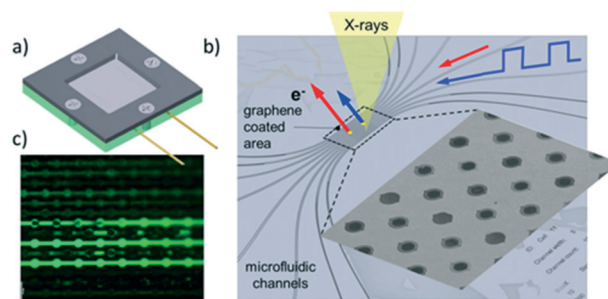 a)
b)
X-rays
e-
graphene
coated
area
c)
microfluidic
channels